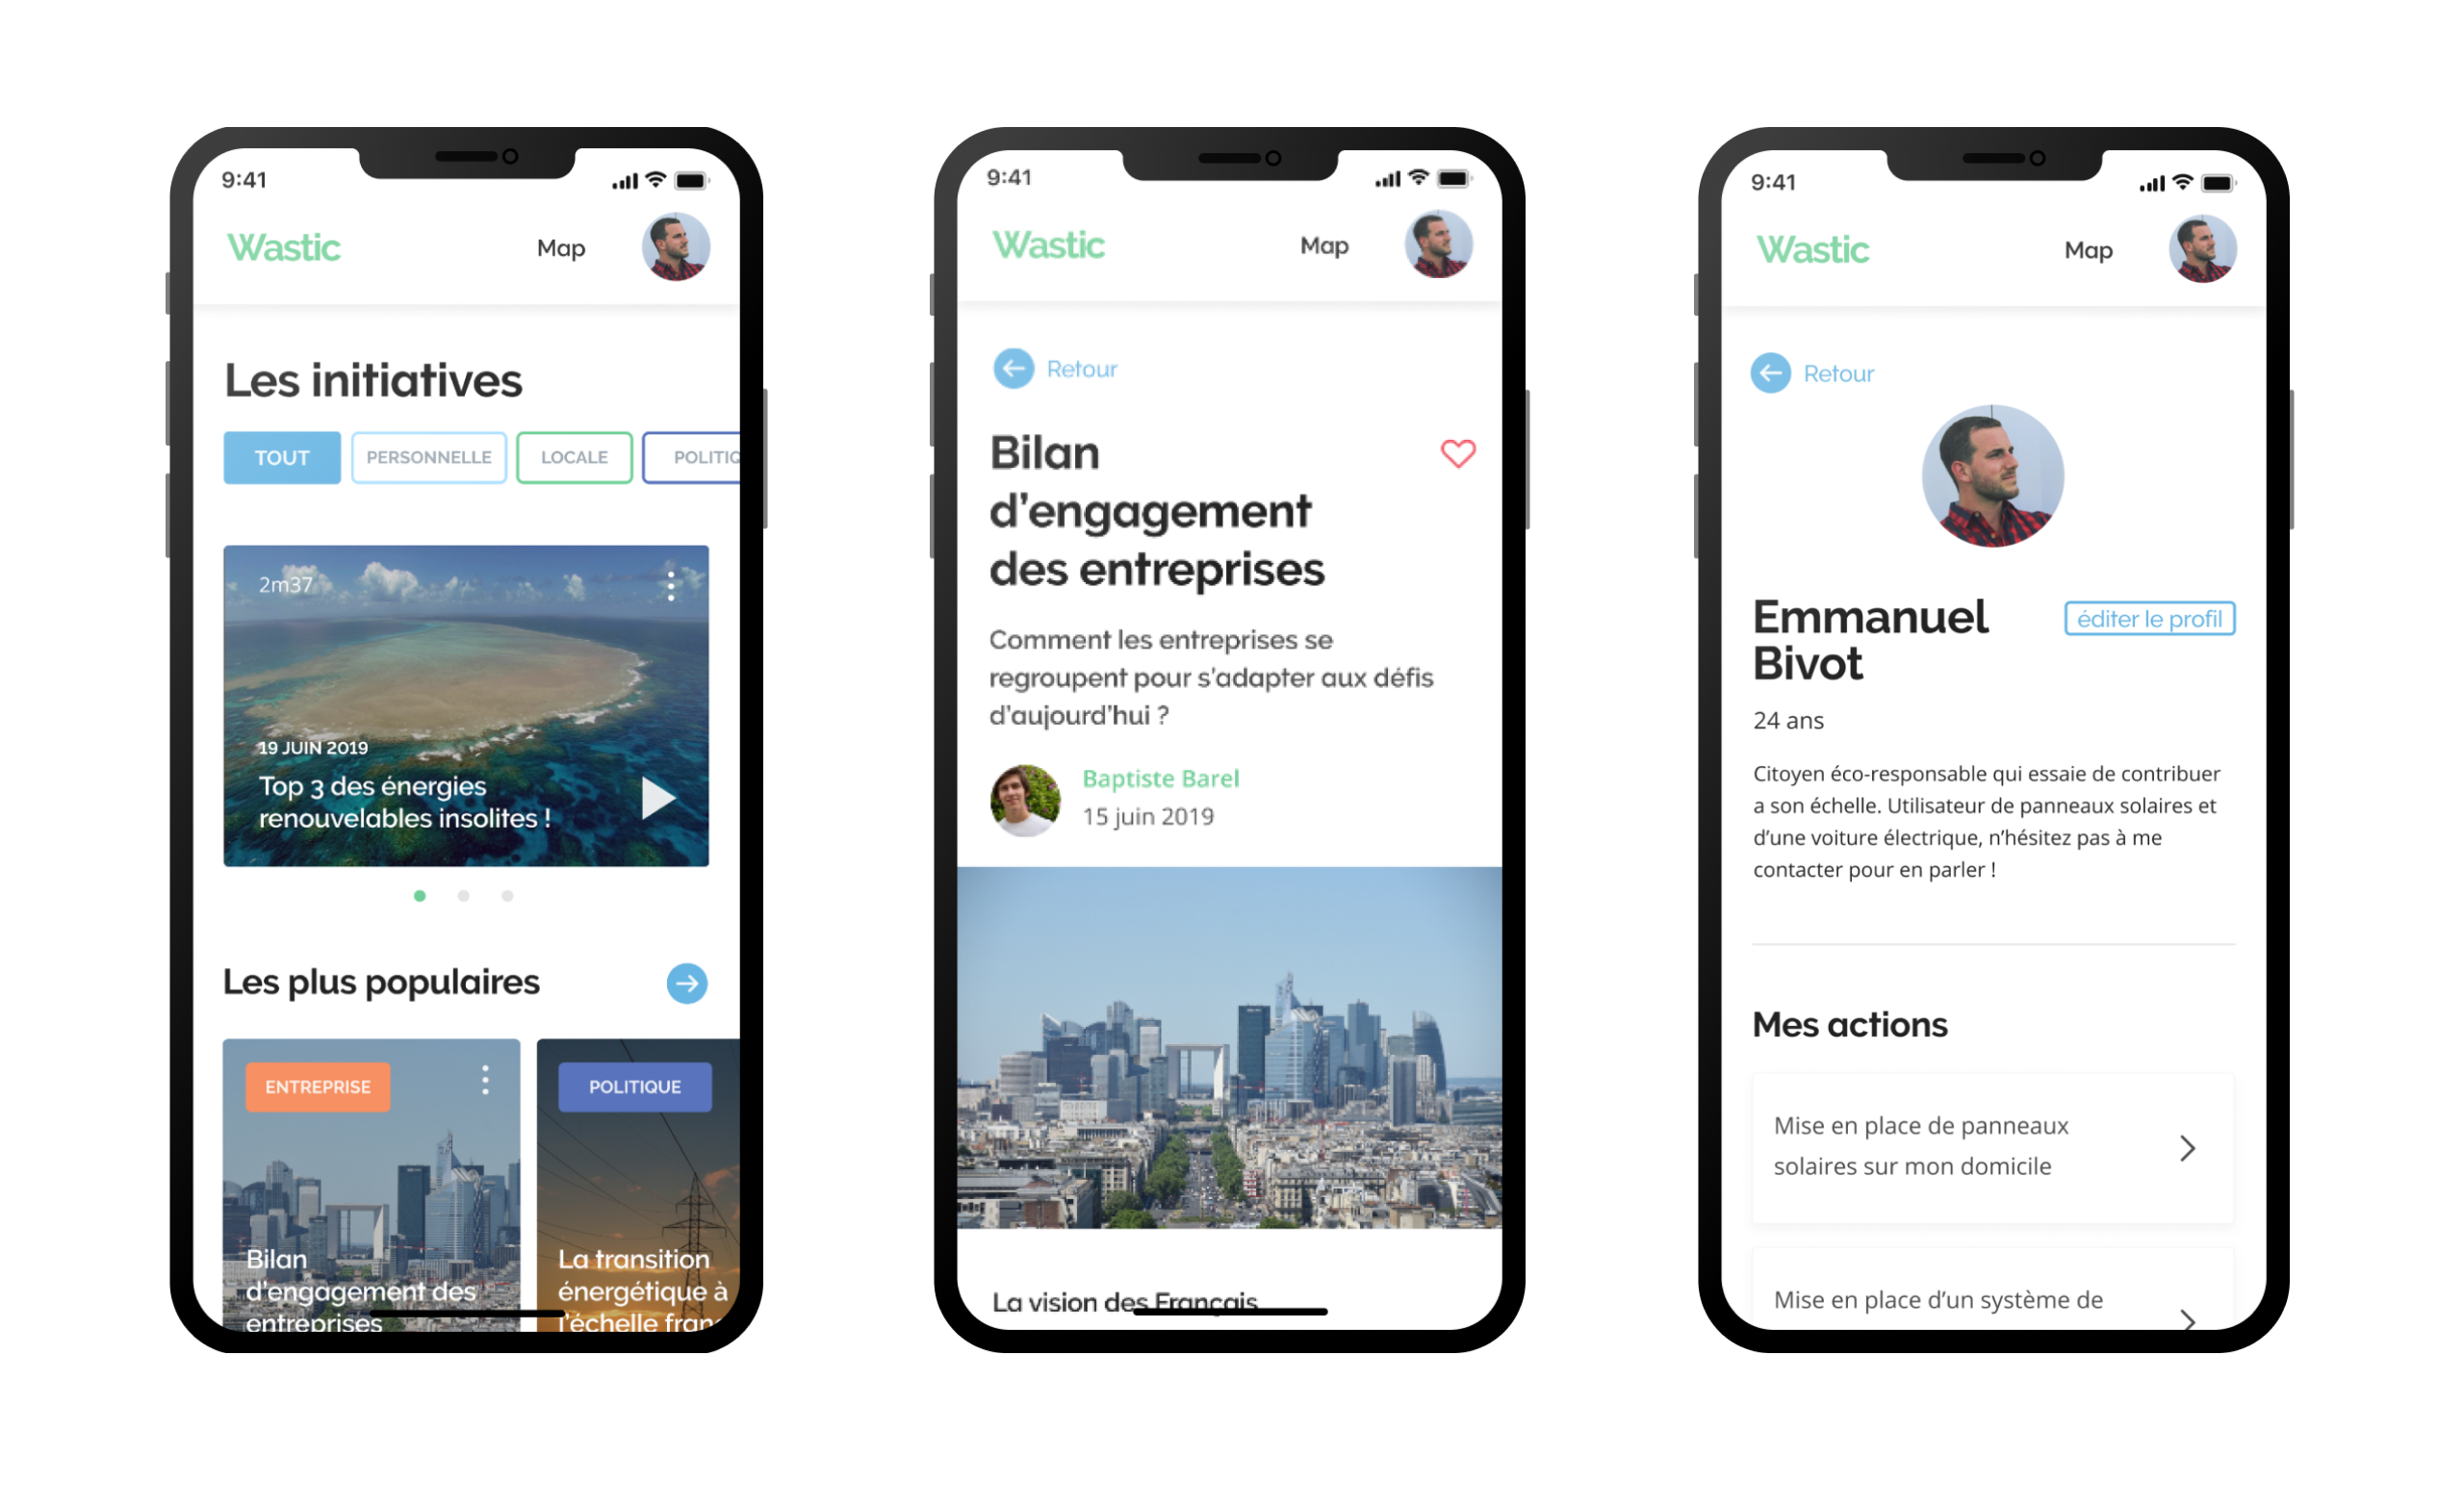 9:41
Wastic
Map
Les initiatives
TOUT
PERSONNELLE
LOCALE
POLITIQ
2m37
19 JUIN 2019
Top 3 des énergies
renouvelables insolites !
Les plus populaires
ENTREPRISE
Bilan
d'engagement des
entreprises
POLITIQUE
La transition
énergétique à
l'échelle fran
9:41
Wastic
Map
Retour
Bilan
d'engagement
des entreprises
Comment les entreprises se
regroupent pour s'adapter aux défis
d'aujourd'hui ?
Baptiste Barel
15 juin 2019
La vision des Français
9:41
Wastic
Map
Retour
Emmanuel
Bivot
éditer le profil
24 ans
Citoyen éco-responsable qui essaie de contribuer
a son échelle. Utilisateur de panneaux solaires et
d'une voiture électrique, n'hésitez pas à me
contacter pour en parler !
Mes actions
Mise en place de panneaux
solaires sur mon domicile
Mise en place d'un système de